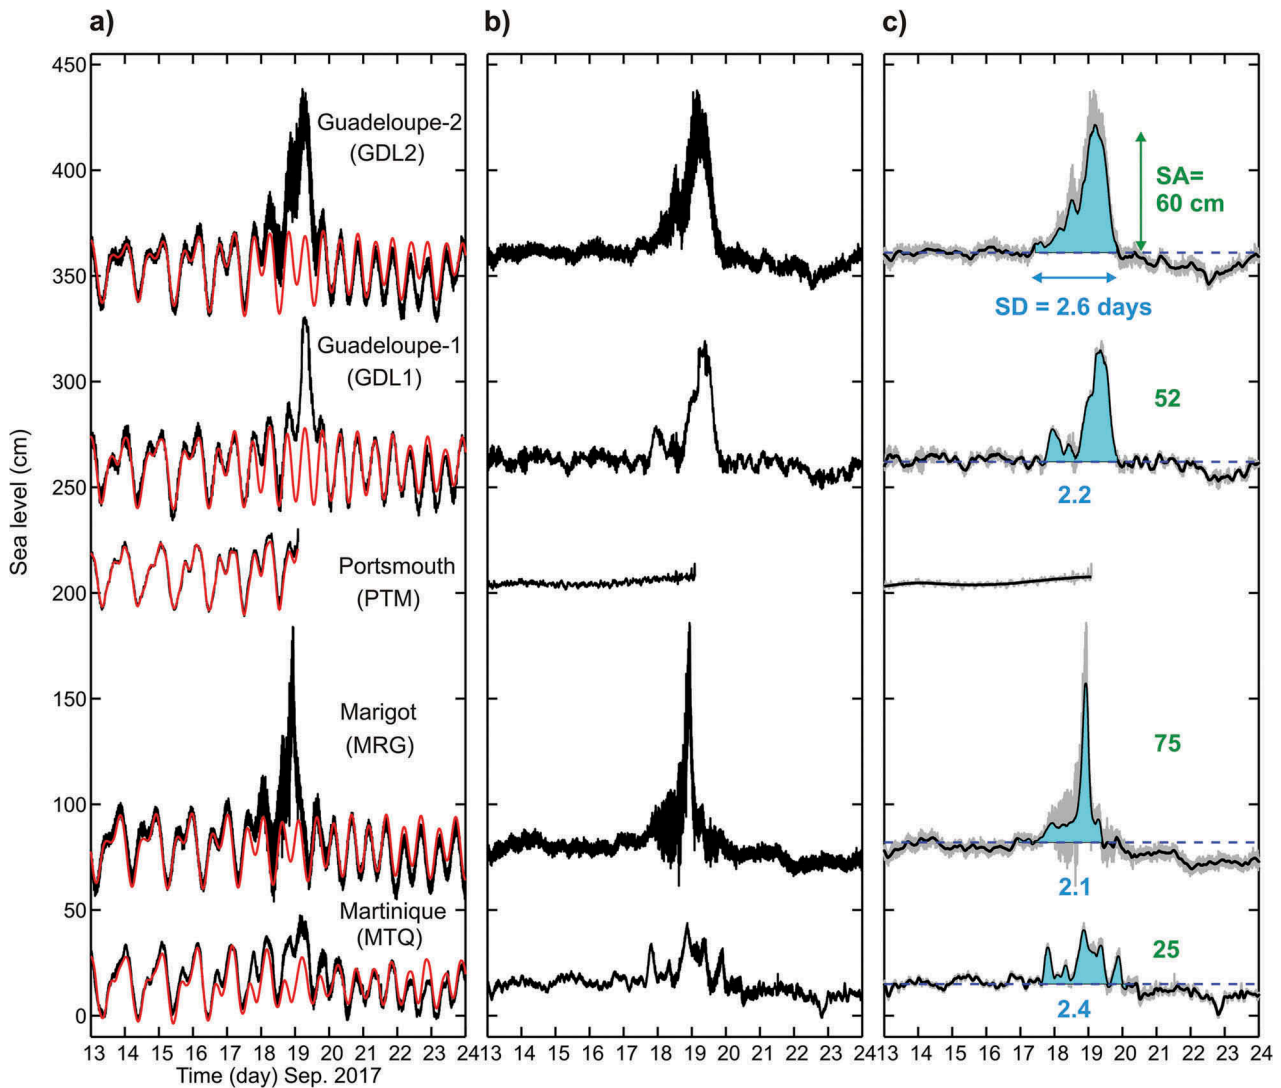 a)
b)
c)
450
400
350
300
250
200
150
100
50
0
Sea level (cm)
Guadeloupe-2
(GDL2)
Guadeloupe-1
(GDL1)
Portsmouth
(PTM)
Marigot
(MRG)
Martinique
(MTQ)
SA=
60 cm
SD = 2.6 days
52
2.2
75
2.1
25
2.4
13 14 15 16 17 18 19 20 21 22 23 24
13 14 15 16 17 18 19 20 21 22 23 24
13 14 15 16 17 18 19 20 21 22 23 24
Time (day) Sep. 2017